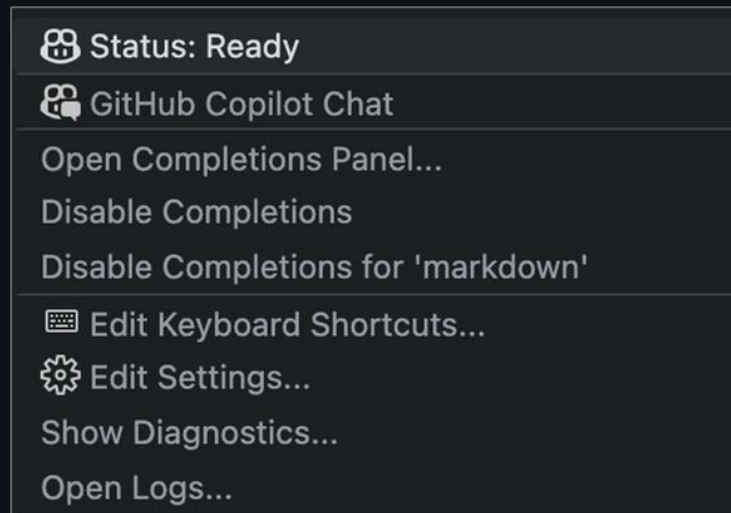 Status: Ready
GitHub Copilot Chat
Open Completions Panel...
Disable Completions
Disable Completions for 'markdown'
Edit Keyboard Shortcuts...
Edit Settings...
Show Diagnostics...
Open Logs...